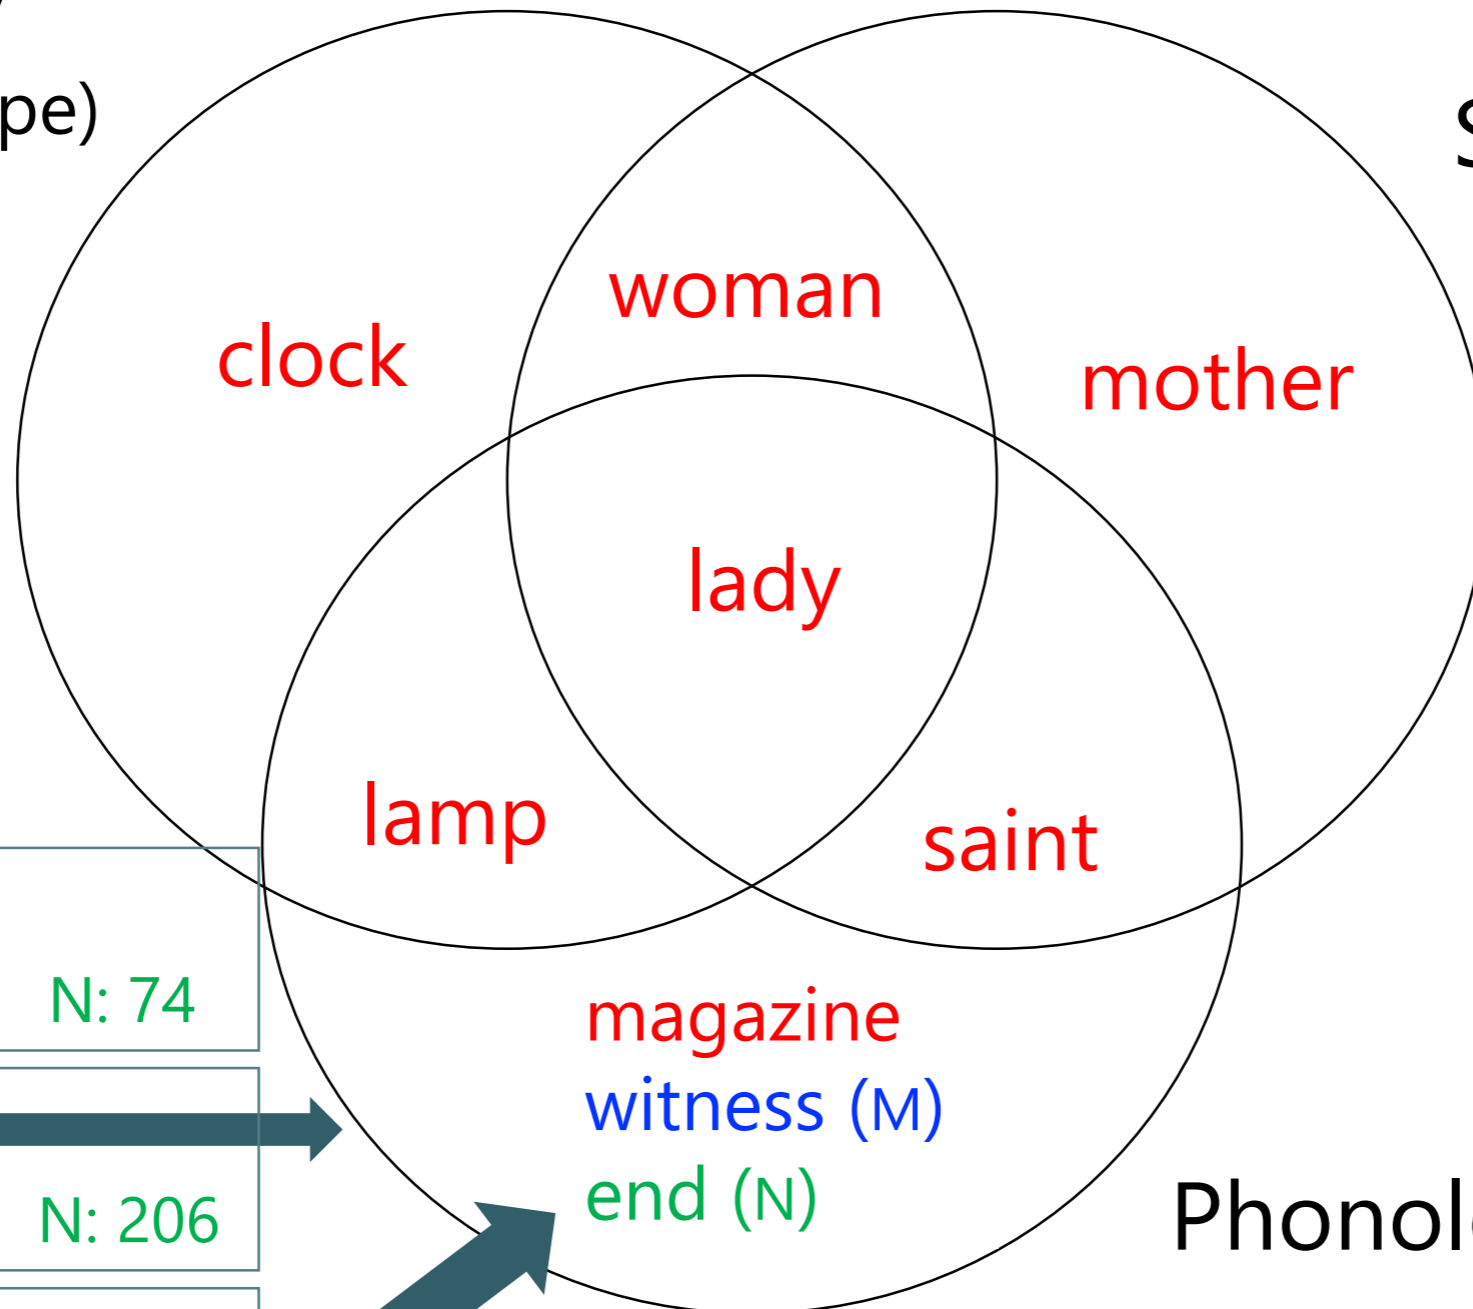 pe)
S
woman
clock
mother
lady
lamp
saint
N: 74
magazine
witness (M)
end (N)
N: 206
Phonol